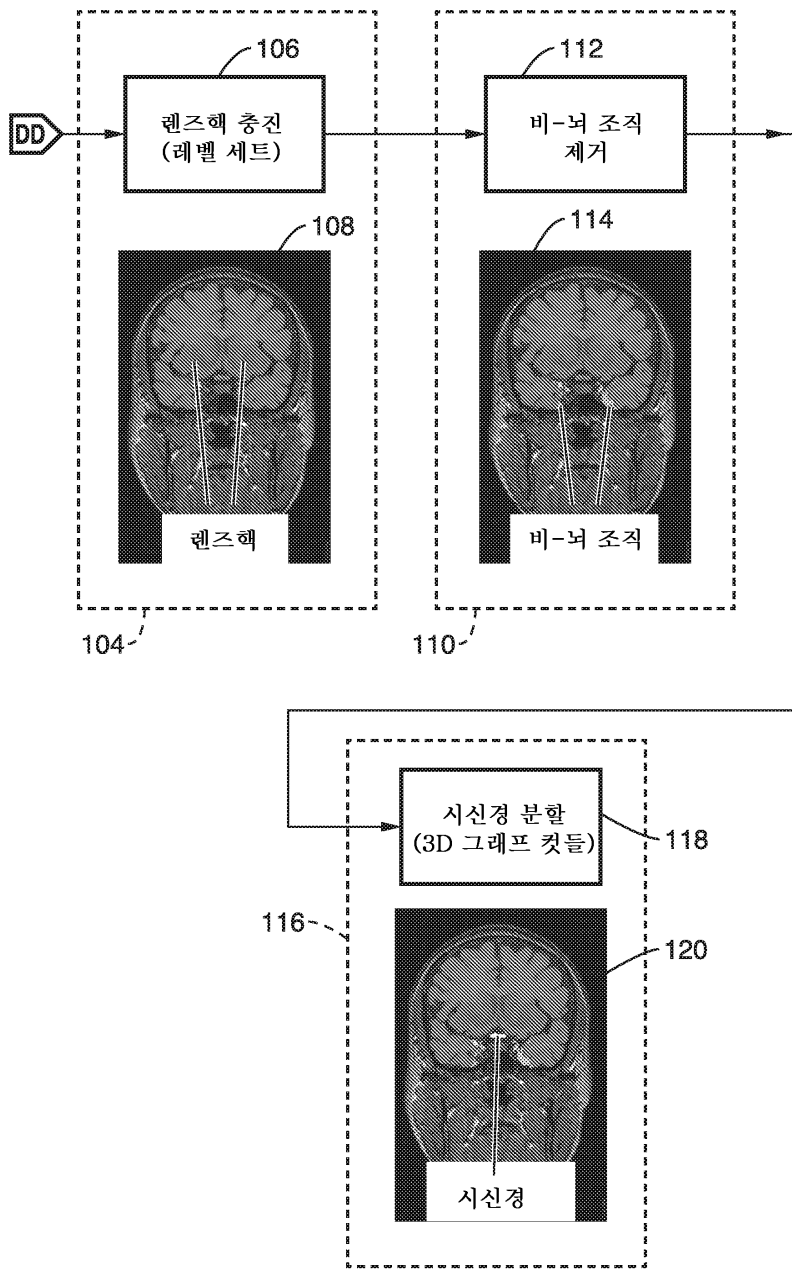 106
112
DD
렌즈핵 충진
(레벨 세트)
비-뇌 조직
제거
108
114
렌즈핵
비-뇌 조직
104
110
시신경 분할
(3D 그래프 컷들)
118
116
120
시신경